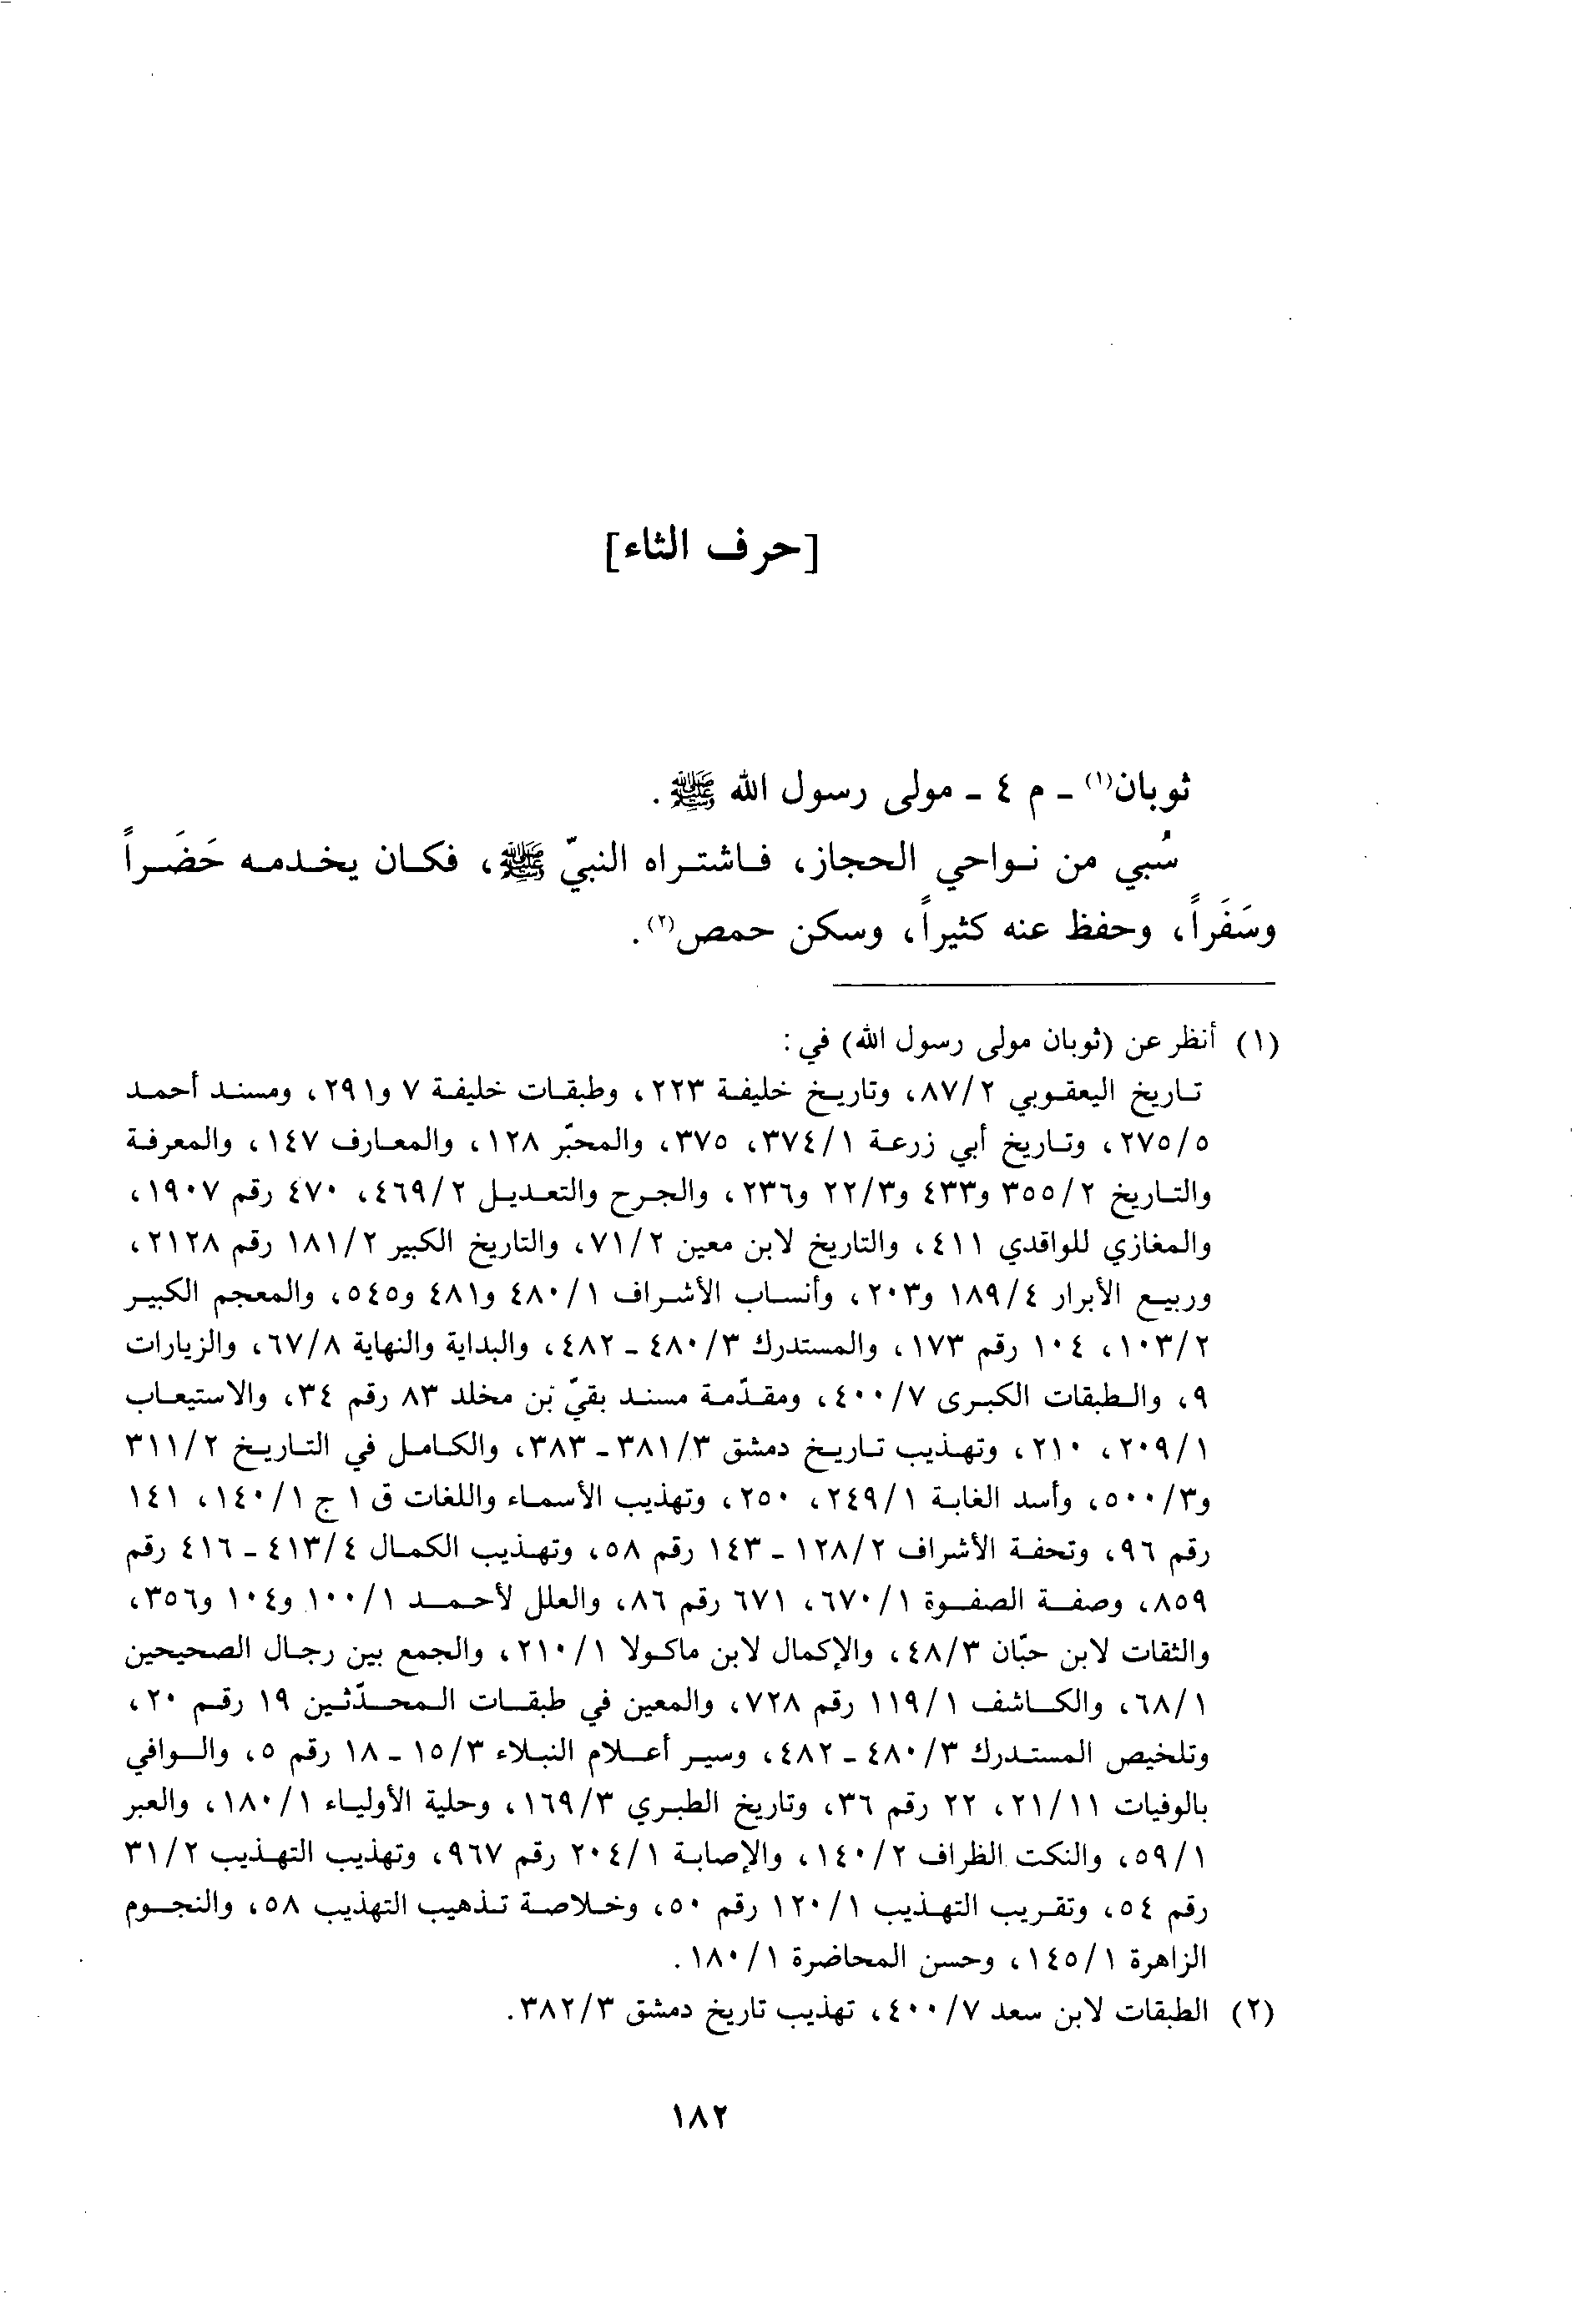 [حرف الثاء]
ثوبان(١) - م ٤ - مولى رسول الله ﷺ.
سُبي من نواحي الحجاز، فاشتراه النبيّ ﷺ، فكان يخدمه حَضَراً
وسَفَراً، وحفظ عنه كثيراً، وسكن حمص(٢).
(١) أنظر عن (ثوبان مولى رسول الله) في:
تاريخ اليعقوبي ٨٧/٢، وتاريخ خليفة ٢٢٣، وطبقات خليفة ٧ و٢٩١، ومسند أحمد
٢٧٥/٥، وتاريخ أبي زرعة ٣٧٤/١، ٣٧٥، والمحبّر ١٢٨، والمعارف ١٤٧، والمعرفة
والتاريخ ٣٥٥/٢ و٤٣٣ و٢٢/٣ و٢٣٦، والجرح والتعديل ٤٦٩/٢، ٤٧٠ رقم ١٩٠٧،
والمغازي للواقدي ٤١١، والتاريخ لابن معين ٧١/٢، والتاريخ الكبير ١٨١/٢ رقم ٢١٢٨،
وربيع الأبرار ١٨٩/٤ و٢٠٣، وأنساب الأشراف ٤٨٠/١ و٤٨١ و٥٤٥، والمعجم الكبير
١٠٣/٢، ١٠٤ رقم ١٧٣، والمستدرك ٤٨٠/٣ - ٤٨٢، والبداية والنهاية ٦٧/٨، والزيارات
٩، والطبقات الكبرى ٤٠٠/٧، ومقدّمة مسند بقيّ بن مخلد ٨٣ رقم ٣٤، والاستيعاب
٢٠٩/١، ٢١٠، وتهذيب تاريخ دمشق ٣٨١/٣ - ٣٨٣، والكامل في التاريخ ٣١١/٢
و٥٠٠/٣، وأسد الغابة ٢٤٩/١، ٢٥٠، وتهذيب الأسماء واللغات ق ١ ج ١٤٠/١، ١٤١
رقم ٩٦، وتحفة الأشراف ١٢٨/٢ - ١٤٣ رقم ٥٨، وتهذيب الكمال ٤١٣/٤ - ٤١٦ رقم
٨٥٩، وصفة الصفوة ٦٧٠/١، ٦٧١ رقم ٨٦، والعلل لأحمد ١٠٠/١ و١٠٤ و٣٥٦،
والثقات لابن حبّان ٤٨/٣، والإكمال لابن ماكولا ٢١٠/١، والجمع بين رجال الصحيحين
٦٨/١، والكاشف ١١٩/١ رقم ٧٢٨، والمعين في طبقات المحدّثين ١٩ رقم ٢٠،
وتلخيص المستدرك ٤٨٠/٣ - ٤٨٢، وسير أعلام النبلاء ١٥/٣ - ١٨ رقم ٥، والوافي
بالوفيات ٢١/١١، ٢٢ رقم ٣٦، وتاريخ الطبري ١٦٩/٣، وحلية الأولياء ١٨٠/١، والعبر
٥٩/١، والنكت الظراف ١٤٠/٢، والإصابة ٢٠٤/١ رقم ٩٦٧، وتهذيب التهذيب ٣١/٢
رقم ٥٤، وتقريب التهذيب ١٢٠/١ رقم ٥٠، وخلاصة تذهيب التهذيب ٥٨، والنجوم
الزاهرة ١٤٥/١، وحسن المحاضرة ١٨٠/١.
(٢) الطبقات لابن سعد ٤٠٠/٧، تهذيب تاريخ دمشق ٣٨٢/٣.
١٨٢